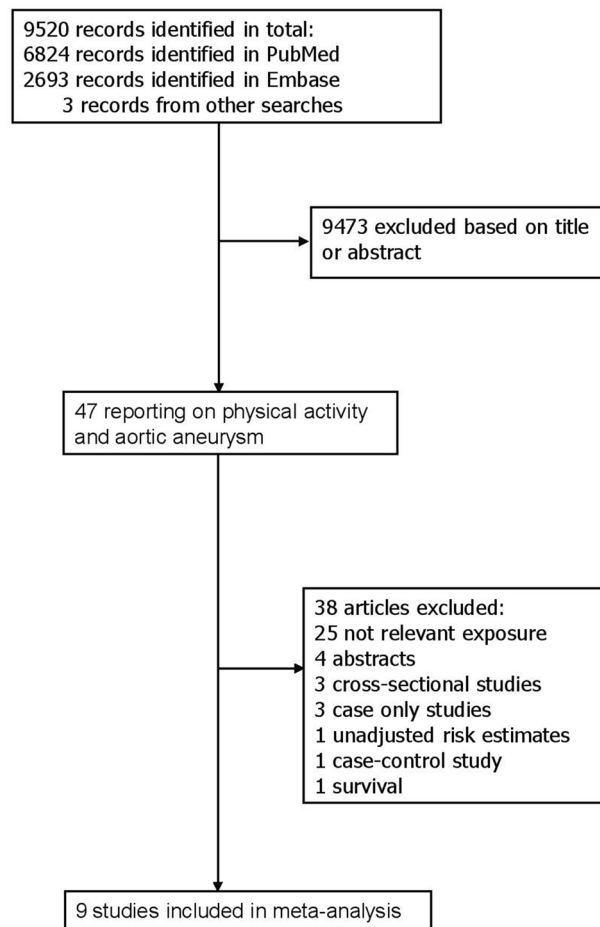 9520 records identified in total:
6824 records identified in PubMed
2693 records identified in Embase
3 records from other searches
9473 excluded based on title
or abstract
47 reporting on physical activity
and aortic aneurysm
38 articles excluded:
25 not relevant exposure
4 abstracts
3 cross-sectional studies
3 case only studies
1 unadjusted risk estimates
1 case-control study
1 survival
9 studies included in meta-analysis